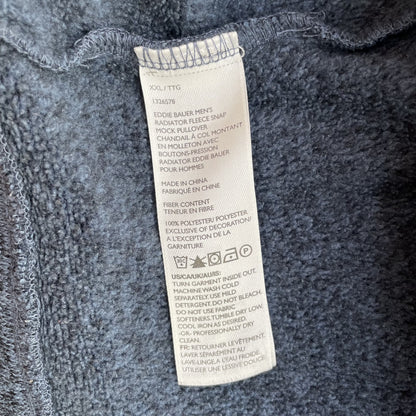 XXL/TTG
1326578
EDDIE BAUER MEN'S
RADIATOR FLEECE SNAP
MOCK PULLOVER
CHANDAIL À COL MONTANT
EN MOLLETON AVEC
BOUTONS-PRESSION
RADIATOR EDDIE BAUER
POUR HOMMES
MADE IN CHINA
FABRIQUÉ EN CHINE
FIBER CONTENT
TENEUR EN FIBRE
100% POLYESTER/ POLYESTER
EXCLUSIVE OF DECORATION/
À L'EXCEPTION DE LA
GARNITURE
P
US/CA/UK/AU/IS:
TURN GARMENT INSIDE OUT.
MACHINE WASH COLD
SEPARATELY. USE MILD
DETERGENT. DO NOT BLEACH.
DO NOT USE FABRIC
SOFTENERS. TUMBLE DRY LOW.
COOL IRON AS DESIRED.
-OR- PROFESSIONALLY DRY
CLEAN.
FR: RETOURNER LE VÊTEMENT.
LAVER SÉPARÉMENT AU
LAVE-LINGE, À L'EAU FROIDE.
UTILISER UNE LESSIVE DOUCE.